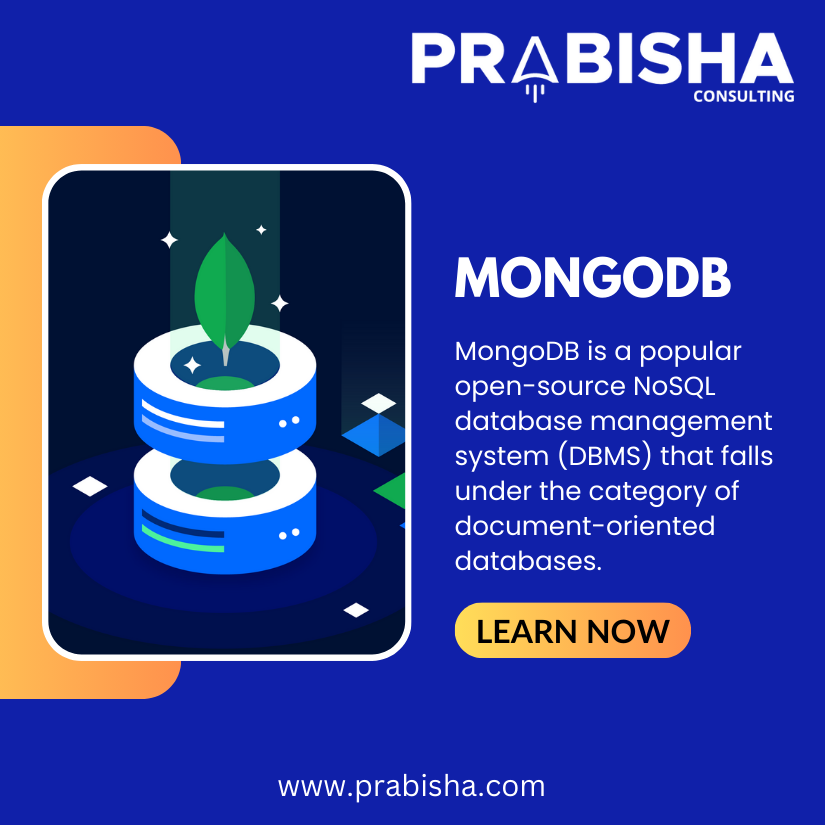 PRABISHA
CONSULTING
MONGODB
MongoDB is a popular
open-source NoSQL
database management
system (DBMS) that falls
under the category of
document-oriented
databases.
LEARN NOW
www.prabisha.com